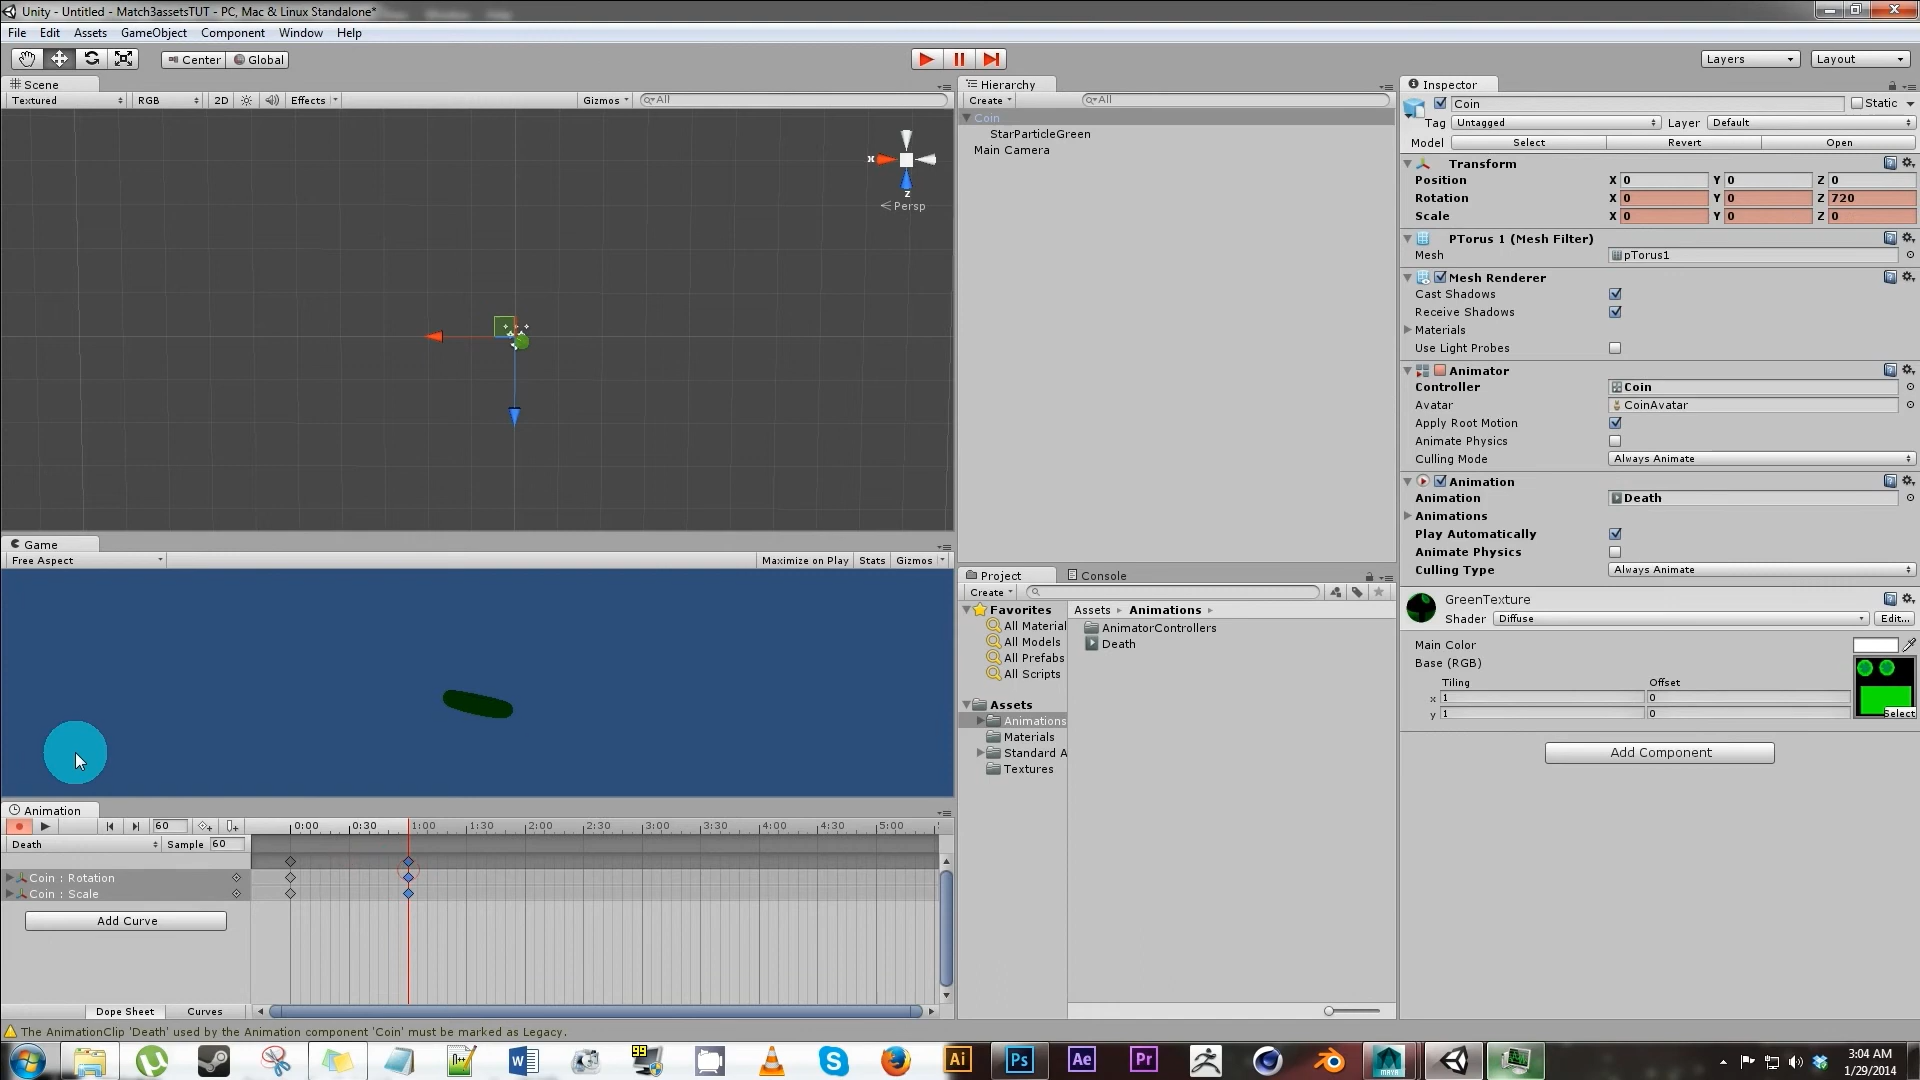 Unity - Untitled - Match3assetsTUT - PC, Mac & Linux Standalone*
File Edit Assets GameObject Component Window Help
Center Global Layers Layout
Scene
Textured RGB 2D Effects Gizmos All
x
z
Persp
Game
Free Aspect Maximize on Play Stats Gizmos
Animation
60 0:00 0:30 1:00 1:30 2:00 2:30 3:00 3:30 4:00 4:30 5:00
Death Sample 60
Coin : Rotation
Coin : Scale
Add Curve
Dope Sheet Curves
Hierarchy
Create All
Coin
StarParticleGreen
Main Camera
Project Console
Create
Favorites
All Material
All Models
All Prefabs
All Scripts
Assets
Animations
Materials
Standard A
Textures
Assets Animations
AnimatorControllers
Death
Inspector
Coin Static
Tag Untagged Layer Default
Model Select Revert Open
Transform
Position X 0 Y 0 Z 0
Rotation X 0 Y 0 Z 720
Scale X 0 Y 0 Z 0
PTorus 1 (Mesh Filter)
Mesh pTorus1
Mesh Renderer
Cast Shadows
Receive Shadows
Materials
Use Light Probes
Animator
Controller Coin
Avatar CoinAvatar
Apply Root Motion
Animate Physics
Culling Mode Always Animate
Animation
Animation Death
Animations
Play Automatically
Animate Physics
Culling Type Always Animate
GreenTexture
Shader Diffuse Edit...
Main Color
Base (RGB)
Tiling Offset
x 1 0
y 1 0
Select
Add Component
The AnimationClip 'Death' used by the Animation component 'Coin' must be marked as Legacy.
99 Ai Ps Ae Pr MAYA
3:04 AM
1/29/2014